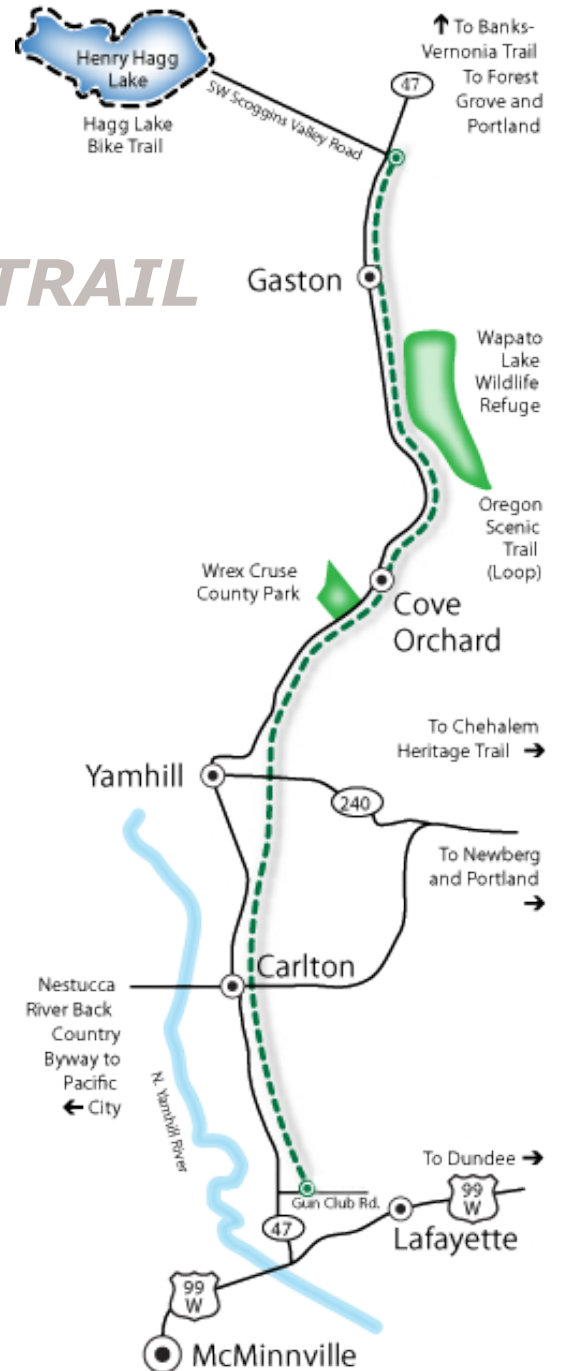 ↑ To Banks-
Vernonia Trail
To Forest
Grove and
Portland
Henry Hagg
Lake
47
SW Scoggins Valley Road
Hagg Lake
Bike Trail
TRAIL
Gaston
Wapato
Lake
Wildlife
Refuge
Oregon
Scenic
Trail
(Loop)
Wrex Cruse
County Park
Cove
Orchard
To Chehalem
Heritage Trail →
Yamhill
240
To Newberg
and Portland
→
Carlton
Nestucca
River Back
Country
Byway to
Pacific
← City
N. Yamhill River
To Dundee →
Gun Club Rd.
99
W
47
Lafayette
99
W
McMinnville